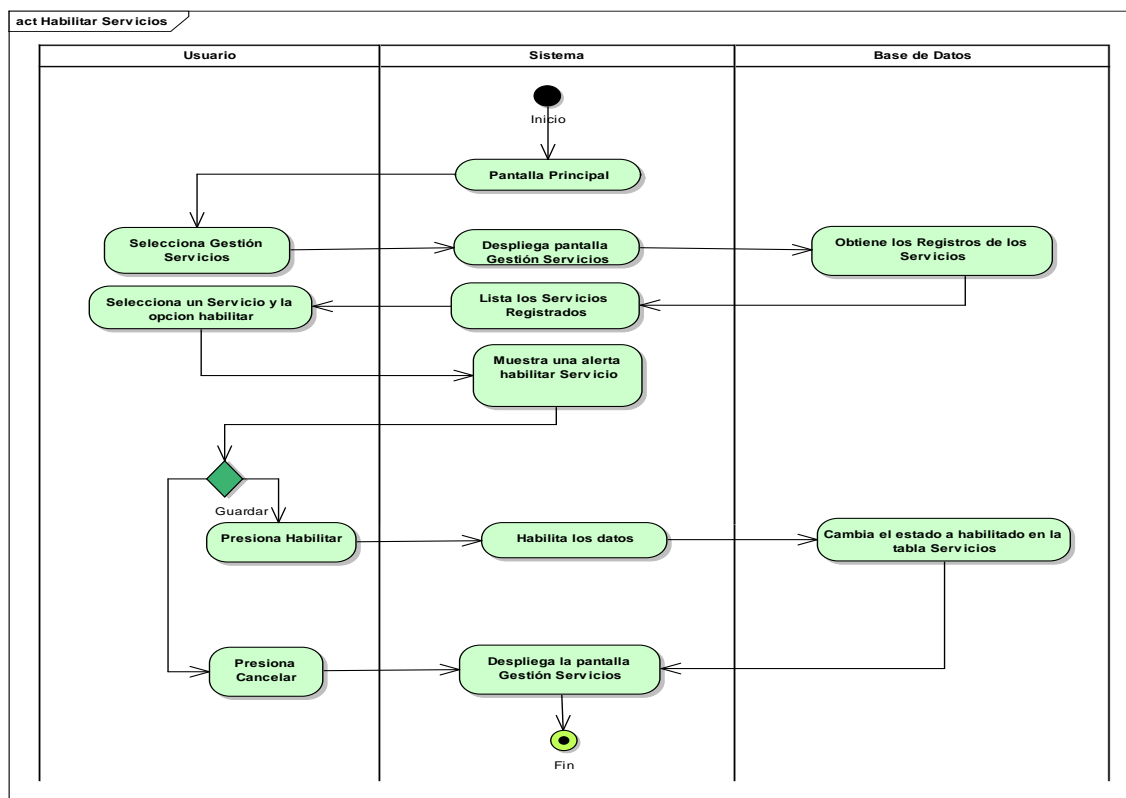 act Habilitar Servicios
Usuario
Sistema
Base de Datos
Inicio
Pantalla Principal
Selecciona Gestión
Servicios
Despliega pantalla
Gestión Servicios
Obtiene los Registros de los
Servicios
Selecciona un Servicio y la
opcion habilitar
Lista los Servicios
Registrados
Muestra una alerta
habilitar Servicio
Guardar
Presiona Habilitar
Habilita los datos
Cambia el estado a habilitado en la
tabla Servicios
Presiona
Cancelar
Despliega la pantalla
Gestión Servicios
Fin